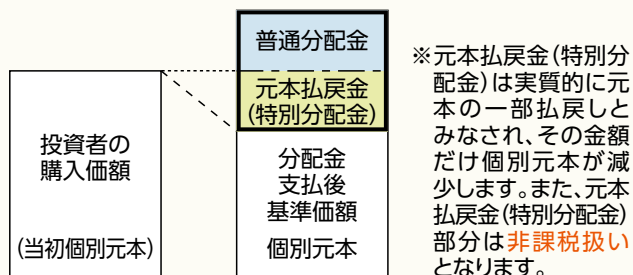 普通分配金
元本払戻金
(特別分配金)
投資者の
購入価額
(当初個別元本)
分配金
支払後
基準価額
個別元本
※元本払戻金(特別分
配金)は実質的に元
本の一部払戻しと
みなされ、その金額
だけ個別元本が減
少します。また、元本
払戻金(特別分配金)
部分は非課税扱い
となります。